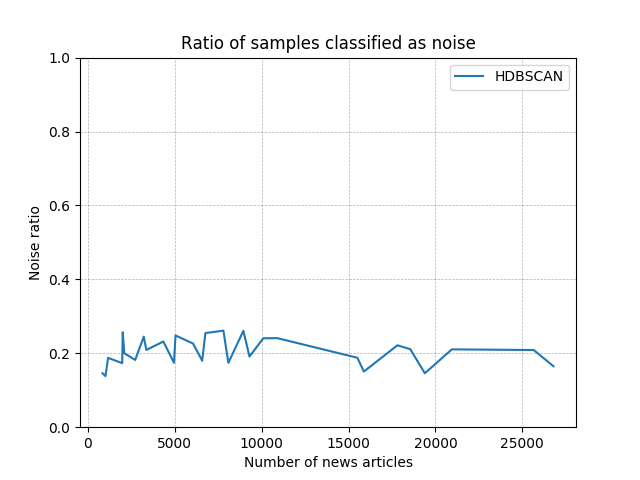 Ratio of samples classified as noise
HDBSCAN
1.0
0.8
0.6
0.4
0.2
0.0
Noise ratio
0 5000 10000 15000 20000 25000
Number of news articles